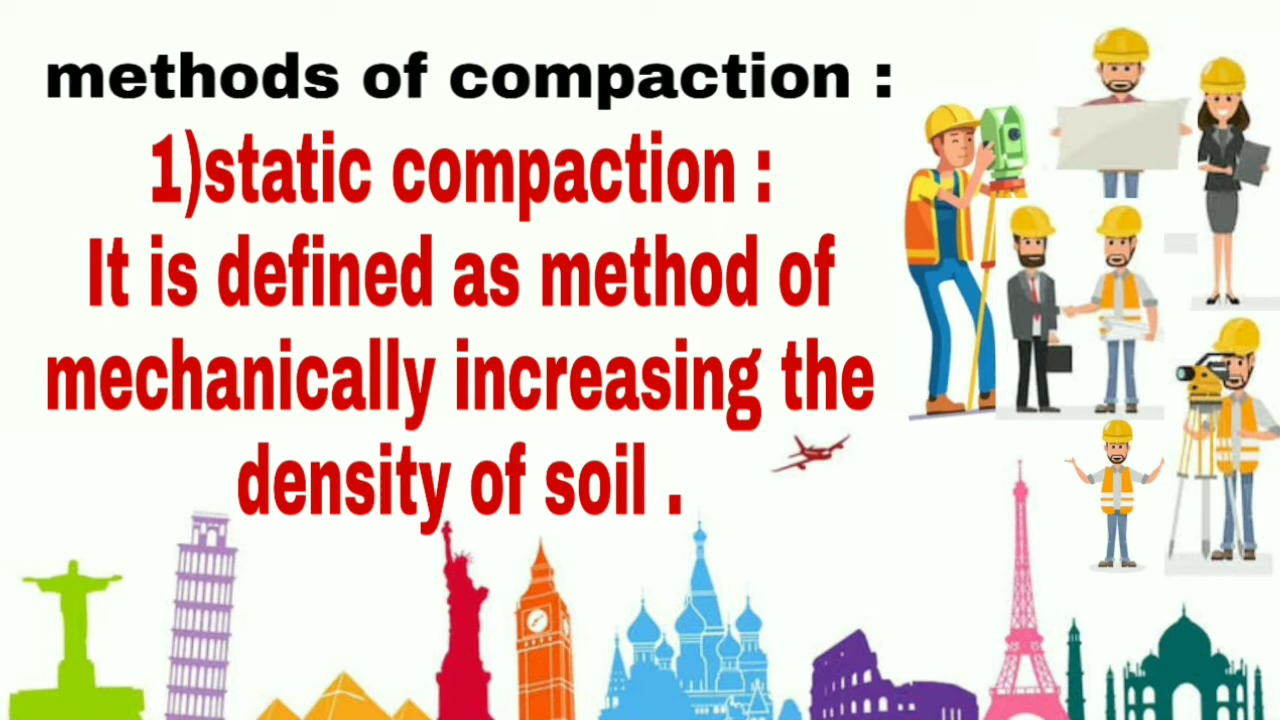 methods of compaction :
1)static compaction :
It is defined as method of
mechanically increasing the
density of soil .